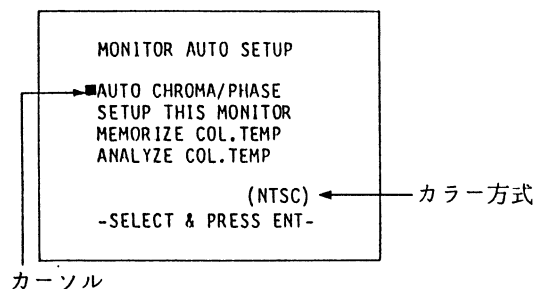 MONITOR AUTO SETUP
■AUTO CHROMA/PHASE
SETUP THIS MONITOR
MEMORIZE COL.TEMP
ANALYZE COL.TEMP
(NTSC)
カラー方式
-SELECT & PRESS ENT-
カーソル